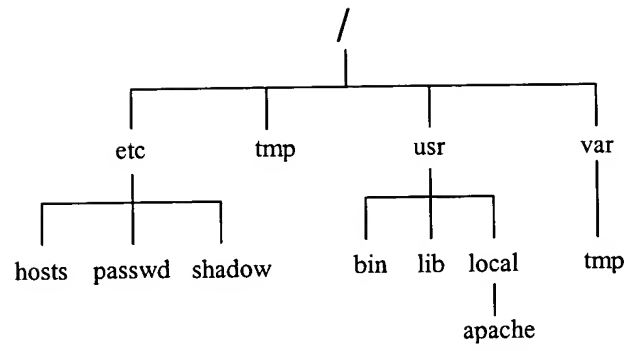 /
etc tmp usr var
hosts passwd shadow bin lib local tmp
apache